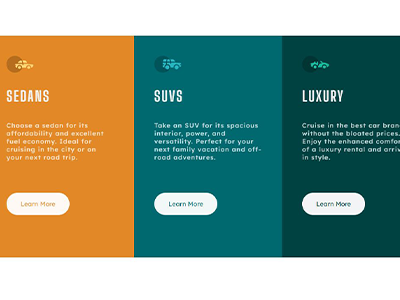 SEDANS
Choose a sedan for its
affordability and excellent
fuel economy. Ideal for
cruising in the city or on
your next road trip.
Learn More
SUVS
Take an SUV for its spacious
interior, power, and
versatility. Perfect for your
next family vacation and off-
road adventures.
Learn More
LUXURY
Cruise in the best car bran
without the bloated prices.
Enjoy the enhanced comfor
of a luxury rental and arriv
in style.
Learn More